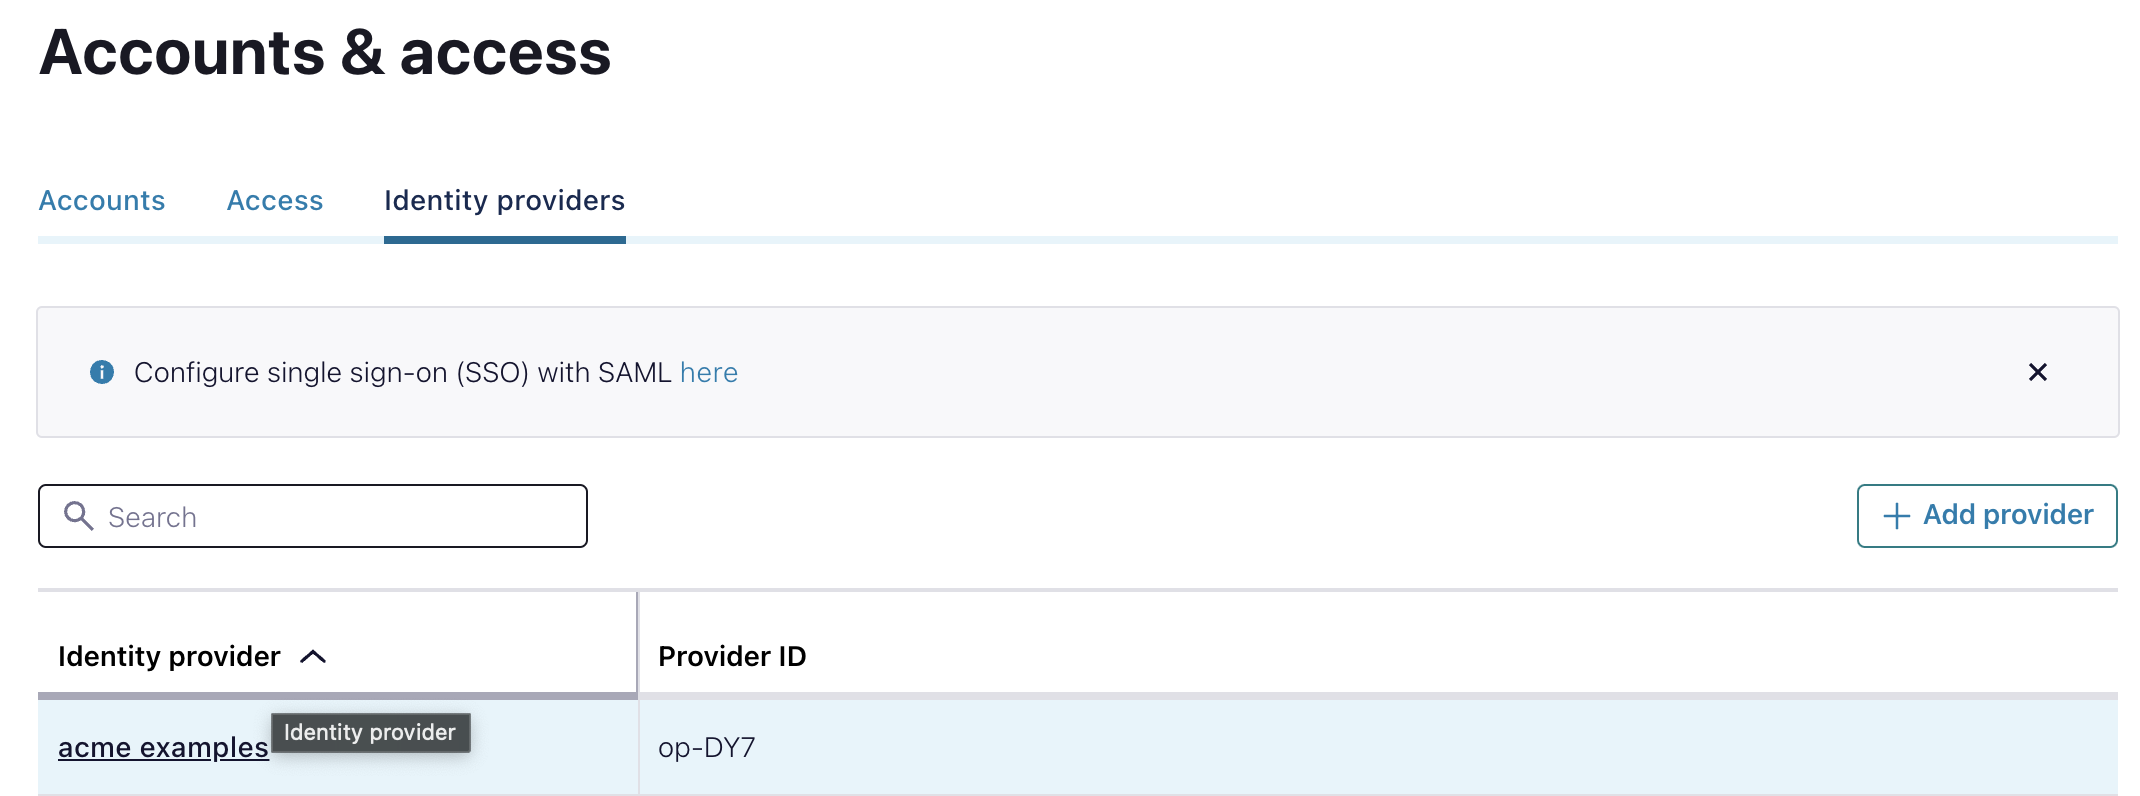 Accounts & access
Accounts Access Identity providers
Configure single sign-on (SSO) with SAML here
Search
Add provider
Identity provider Provider ID
acme examples Identity provider op-DY7